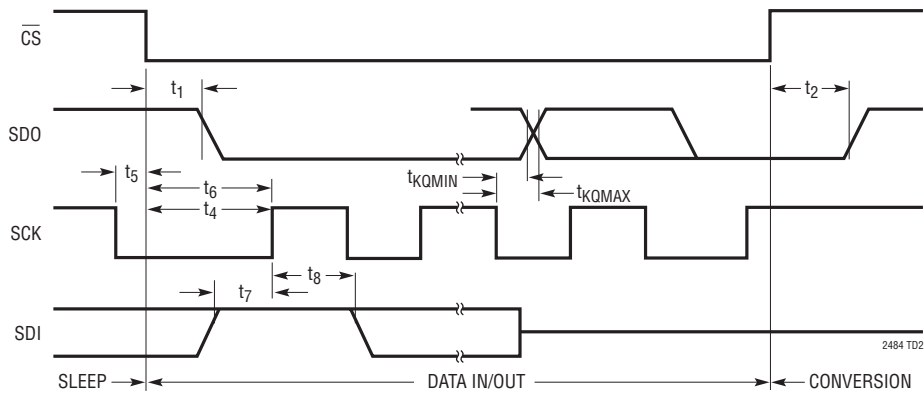 C̅S̅
t1
t2
SDO
t5
t6
tKQMIN
t4
tKQMAX
SCK
t8
t7
SDI
2484 TD2
SLEEP
DATA IN/OUT
CONVERSION